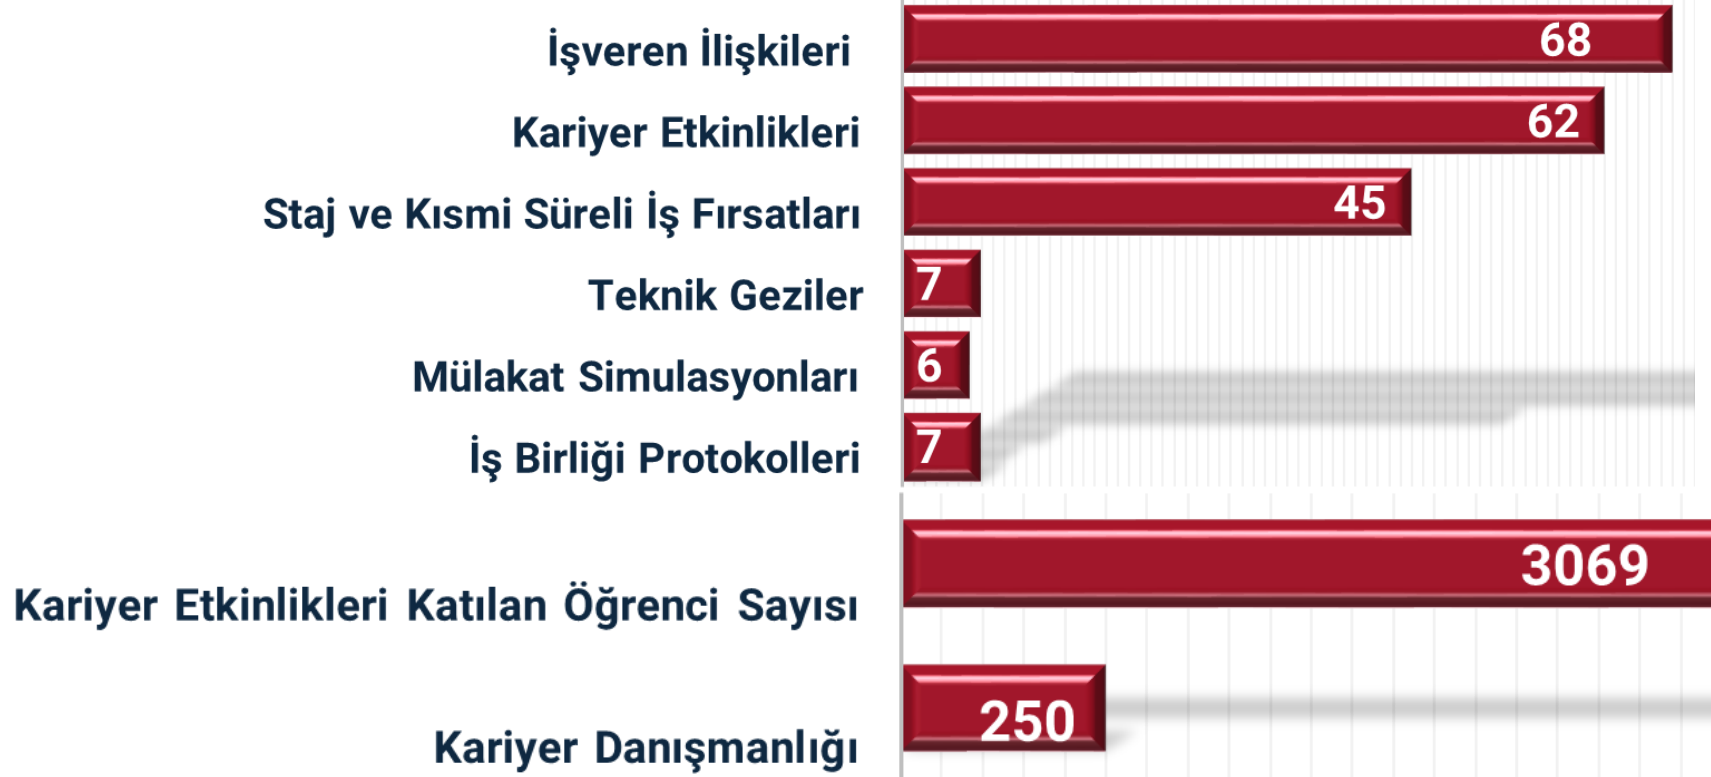 İşveren İlişkileri 68
Kariyer Etkinlikleri 62
Staj ve Kısmi Süreli İş Fırsatları 45
Teknik Geziler 7
Mülakat Simulasyonları 6
İş Birliği Protokolleri 7
Kariyer Etkinlikleri Katılan Öğrenci Sayısı 3069
Kariyer Danışmanlığı 250